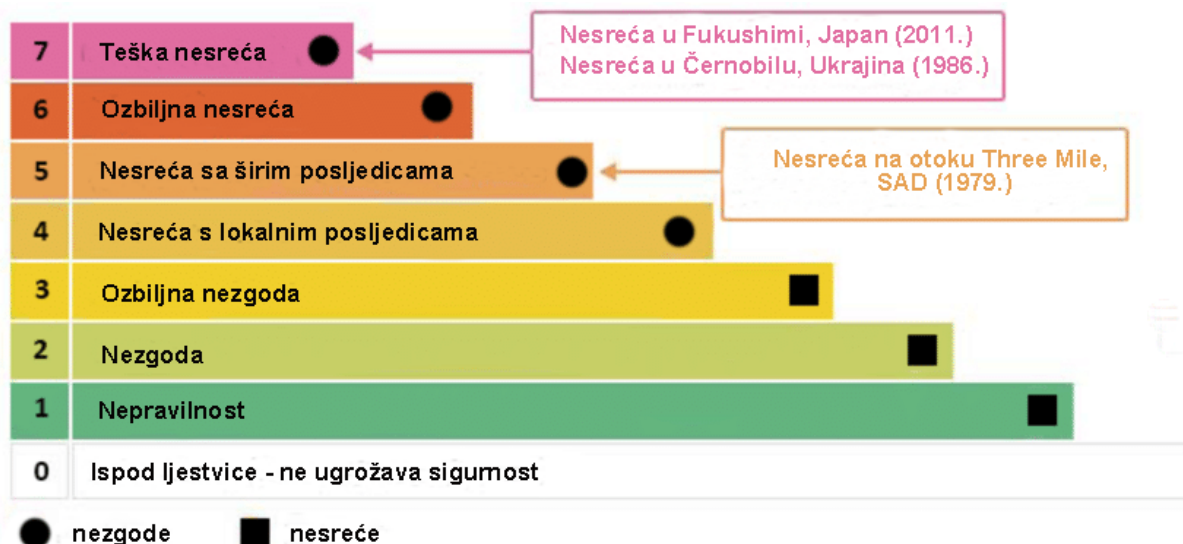 7 Teška nesreća
Nesreća u Fukushimi, Japan (2011.)
Nesreća u Černobilu, Ukrajina (1986.)
6 Ozbiljna nesreća
5 Nesreća sa širim posljedicama
Nesreća na otoku Three Mile,
SAD (1979.)
4 Nesreća s lokalnim posljedicama
3 Ozbiljna nezgoda
2 Nezgoda
1 Nepravilnost
0 Ispod ljestvice - ne ugrožava sigurnost
nezgode nesreće